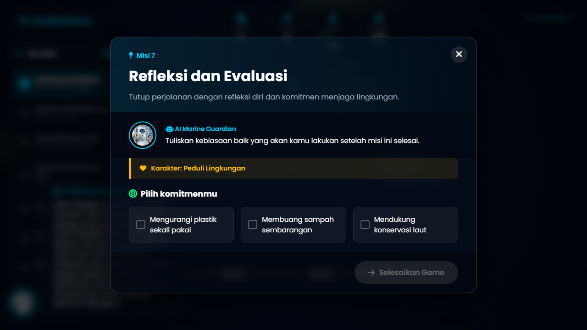 Misi 7
Refleksi dan Evaluasi
Tutup perjalanan dengan refleksi diri dan komitmen menjaga lingkungan.
AI Marine Guardian
Tuliskan kebiasaan baik yang akan kamu lakukan setelah misi ini selesai.
Karakter: Peduli Lingkungan
Pilih komitmenmu
Mengurangi plastik
sekali pakai
Membuang sampah
sembarangan
Mendukung
konservasi laut
Selesaikan Game